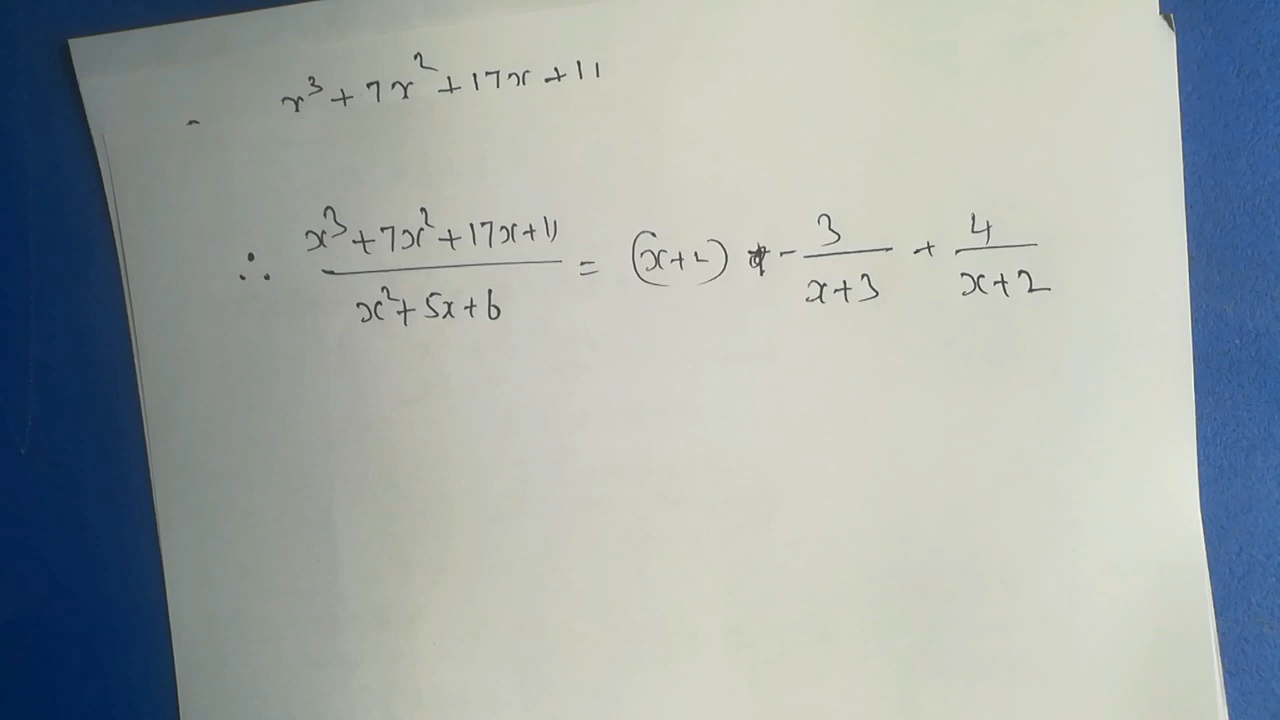 x³ + 7x² + 17x + 11
∴ (x³ + 7x² + 17x + 11) / (x² + 5x + 6) = (x+2) - 3/(x+3) + 4/(x+2)